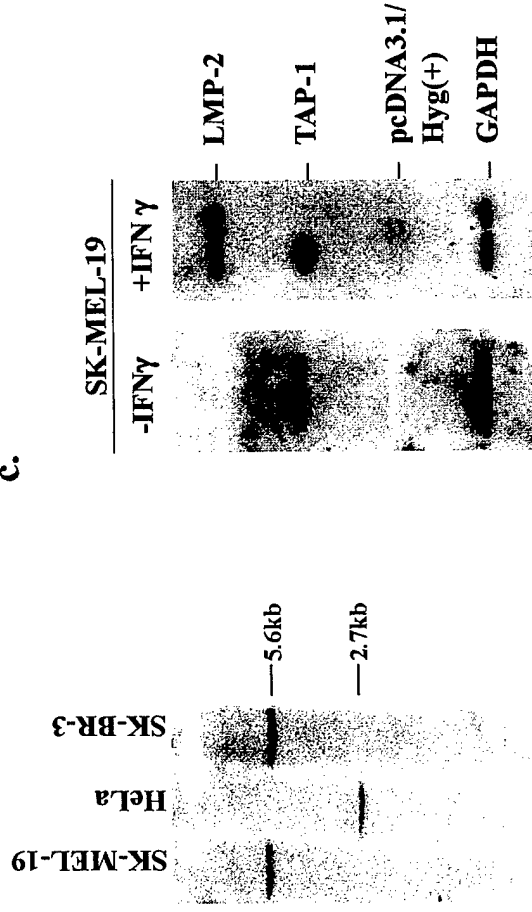 SK-MEL-19
HeLa
SK-BR-3
5.6kb
2.7kb
c.
SK-MEL-19
-IFNγ
+IFN γ
LMP-2
TAP-1
pcDNA3.1/
Hyg(+)
GAPDH